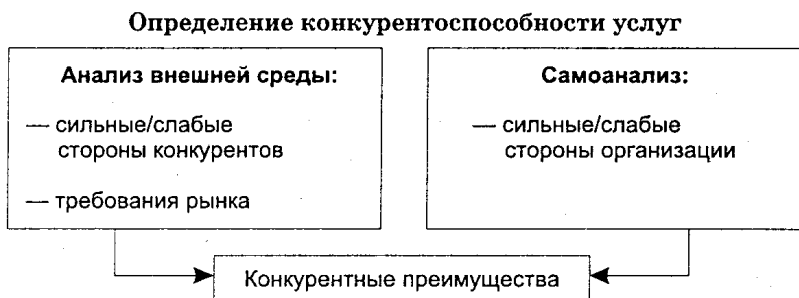 Определение конкурентоспособности услуг
Анализ внешней среды:
— сильные/слабые
стороны конкурентов
— требования рынка
Самоанализ:
— сильные/слабые
стороны организации
Конкурентные преимущества